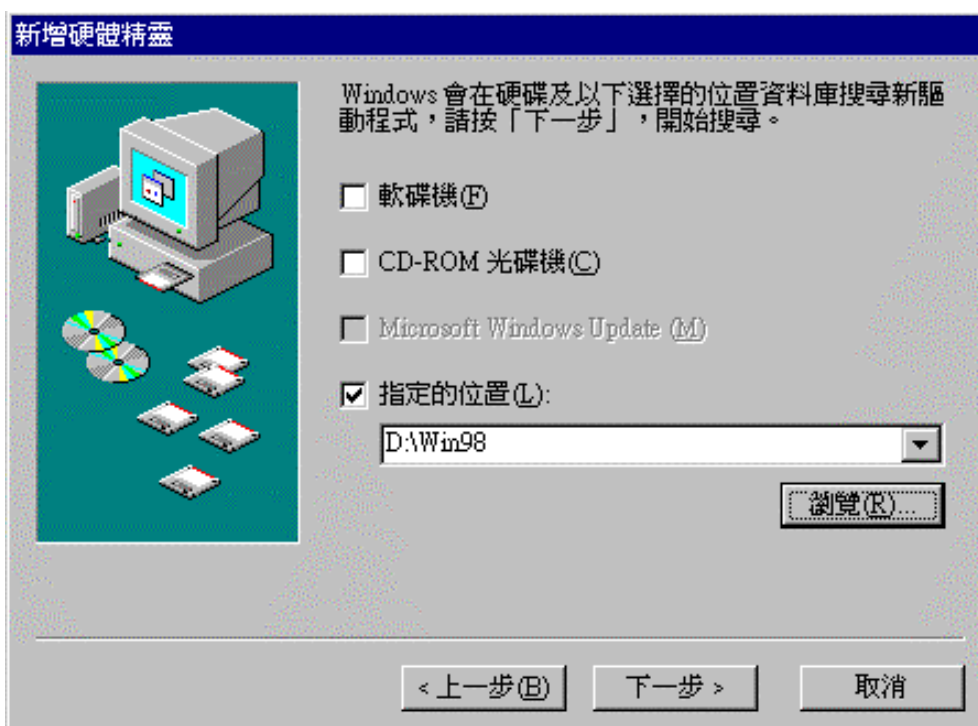 新增硬體精靈
Windows 會在硬碟及以下選擇的位置資料庫搜尋新驅
動程式，請按「下一步」，開始搜尋。
軟碟機(F)
CD-ROM 光碟機(C)
Microsoft Windows Update (M)
指定的位置(L):
D:\Win98
瀏覽(R)...
<上一步(B)
下一步 >
取消